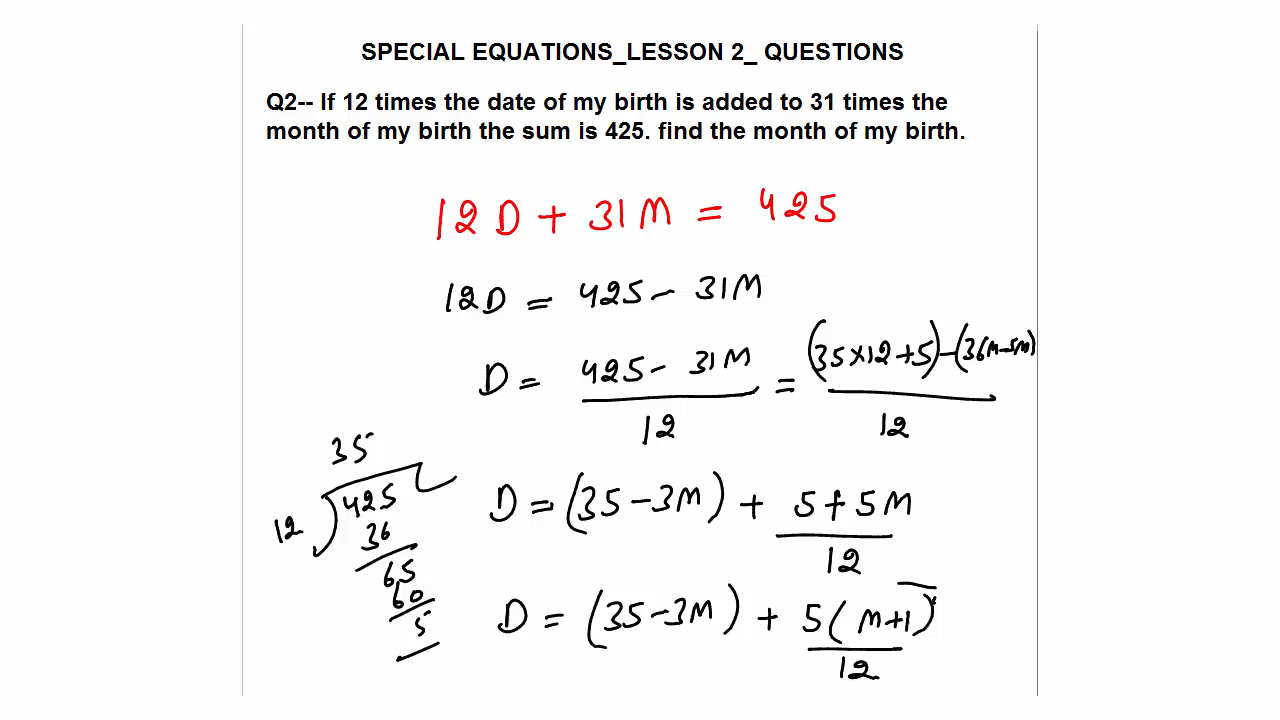 SPECIAL EQUATIONS_LESSON 2_ QUESTIONS
Q2-- If 12 times the date of my birth is added to 31 times the
month of my birth the sum is 425. find the month of my birth.
12D + 31M = 425
12D = 425 - 31M
D = (425 - 31M)/12 = ((35×12+5)-(36M-5M))/12
35
12)425
36
65
60
5
D = (35-3M) + (5+5M)/12
D = (35-3M) + 5(M+1)/12